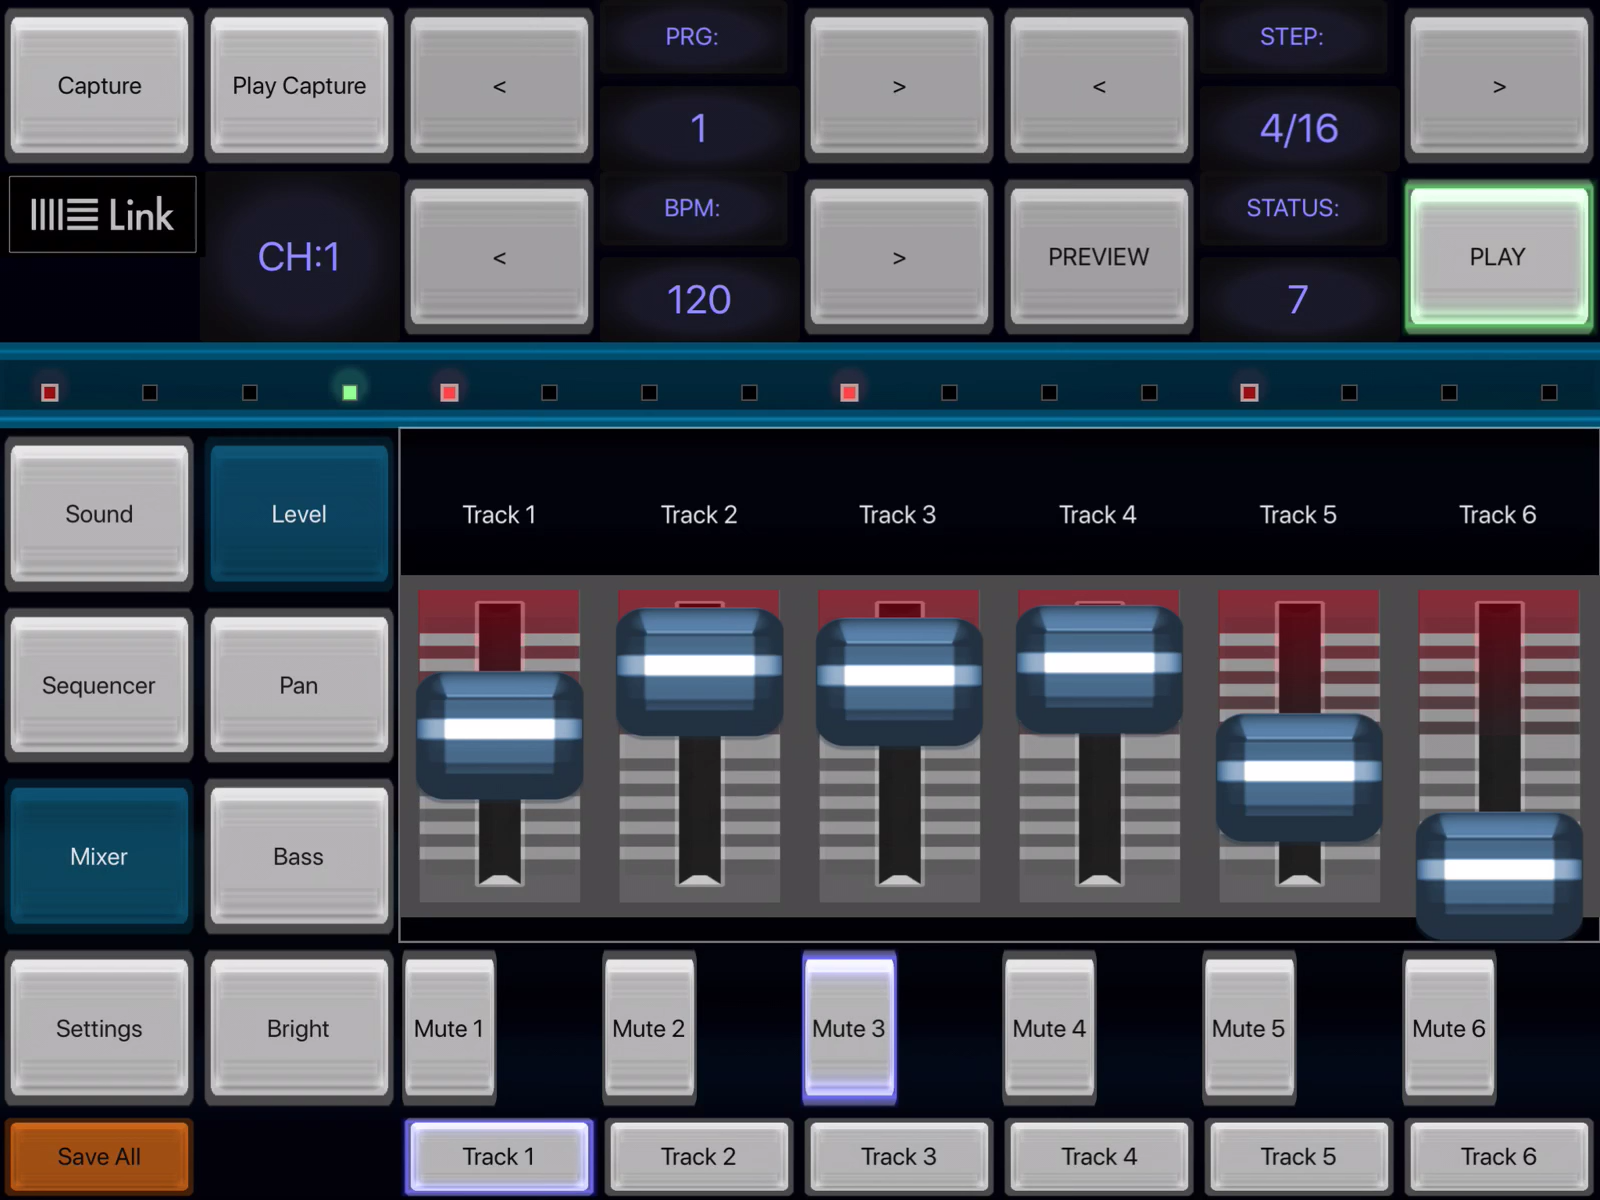 Capture
Play Capture
<
PRG:
1
>
<
STEP:
4/16
>
Link
CH:1
<
BPM:
120
>
PREVIEW
STATUS:
7
PLAY
Sound
Level
Track 1
Track 2
Track 3
Track 4
Track 5
Track 6
Sequencer
Pan
Mixer
Bass
Settings
Bright
Mute 1
Mute 2
Mute 3
Mute 4
Mute 5
Mute 6
Save All
Track 1
Track 2
Track 3
Track 4
Track 5
Track 6